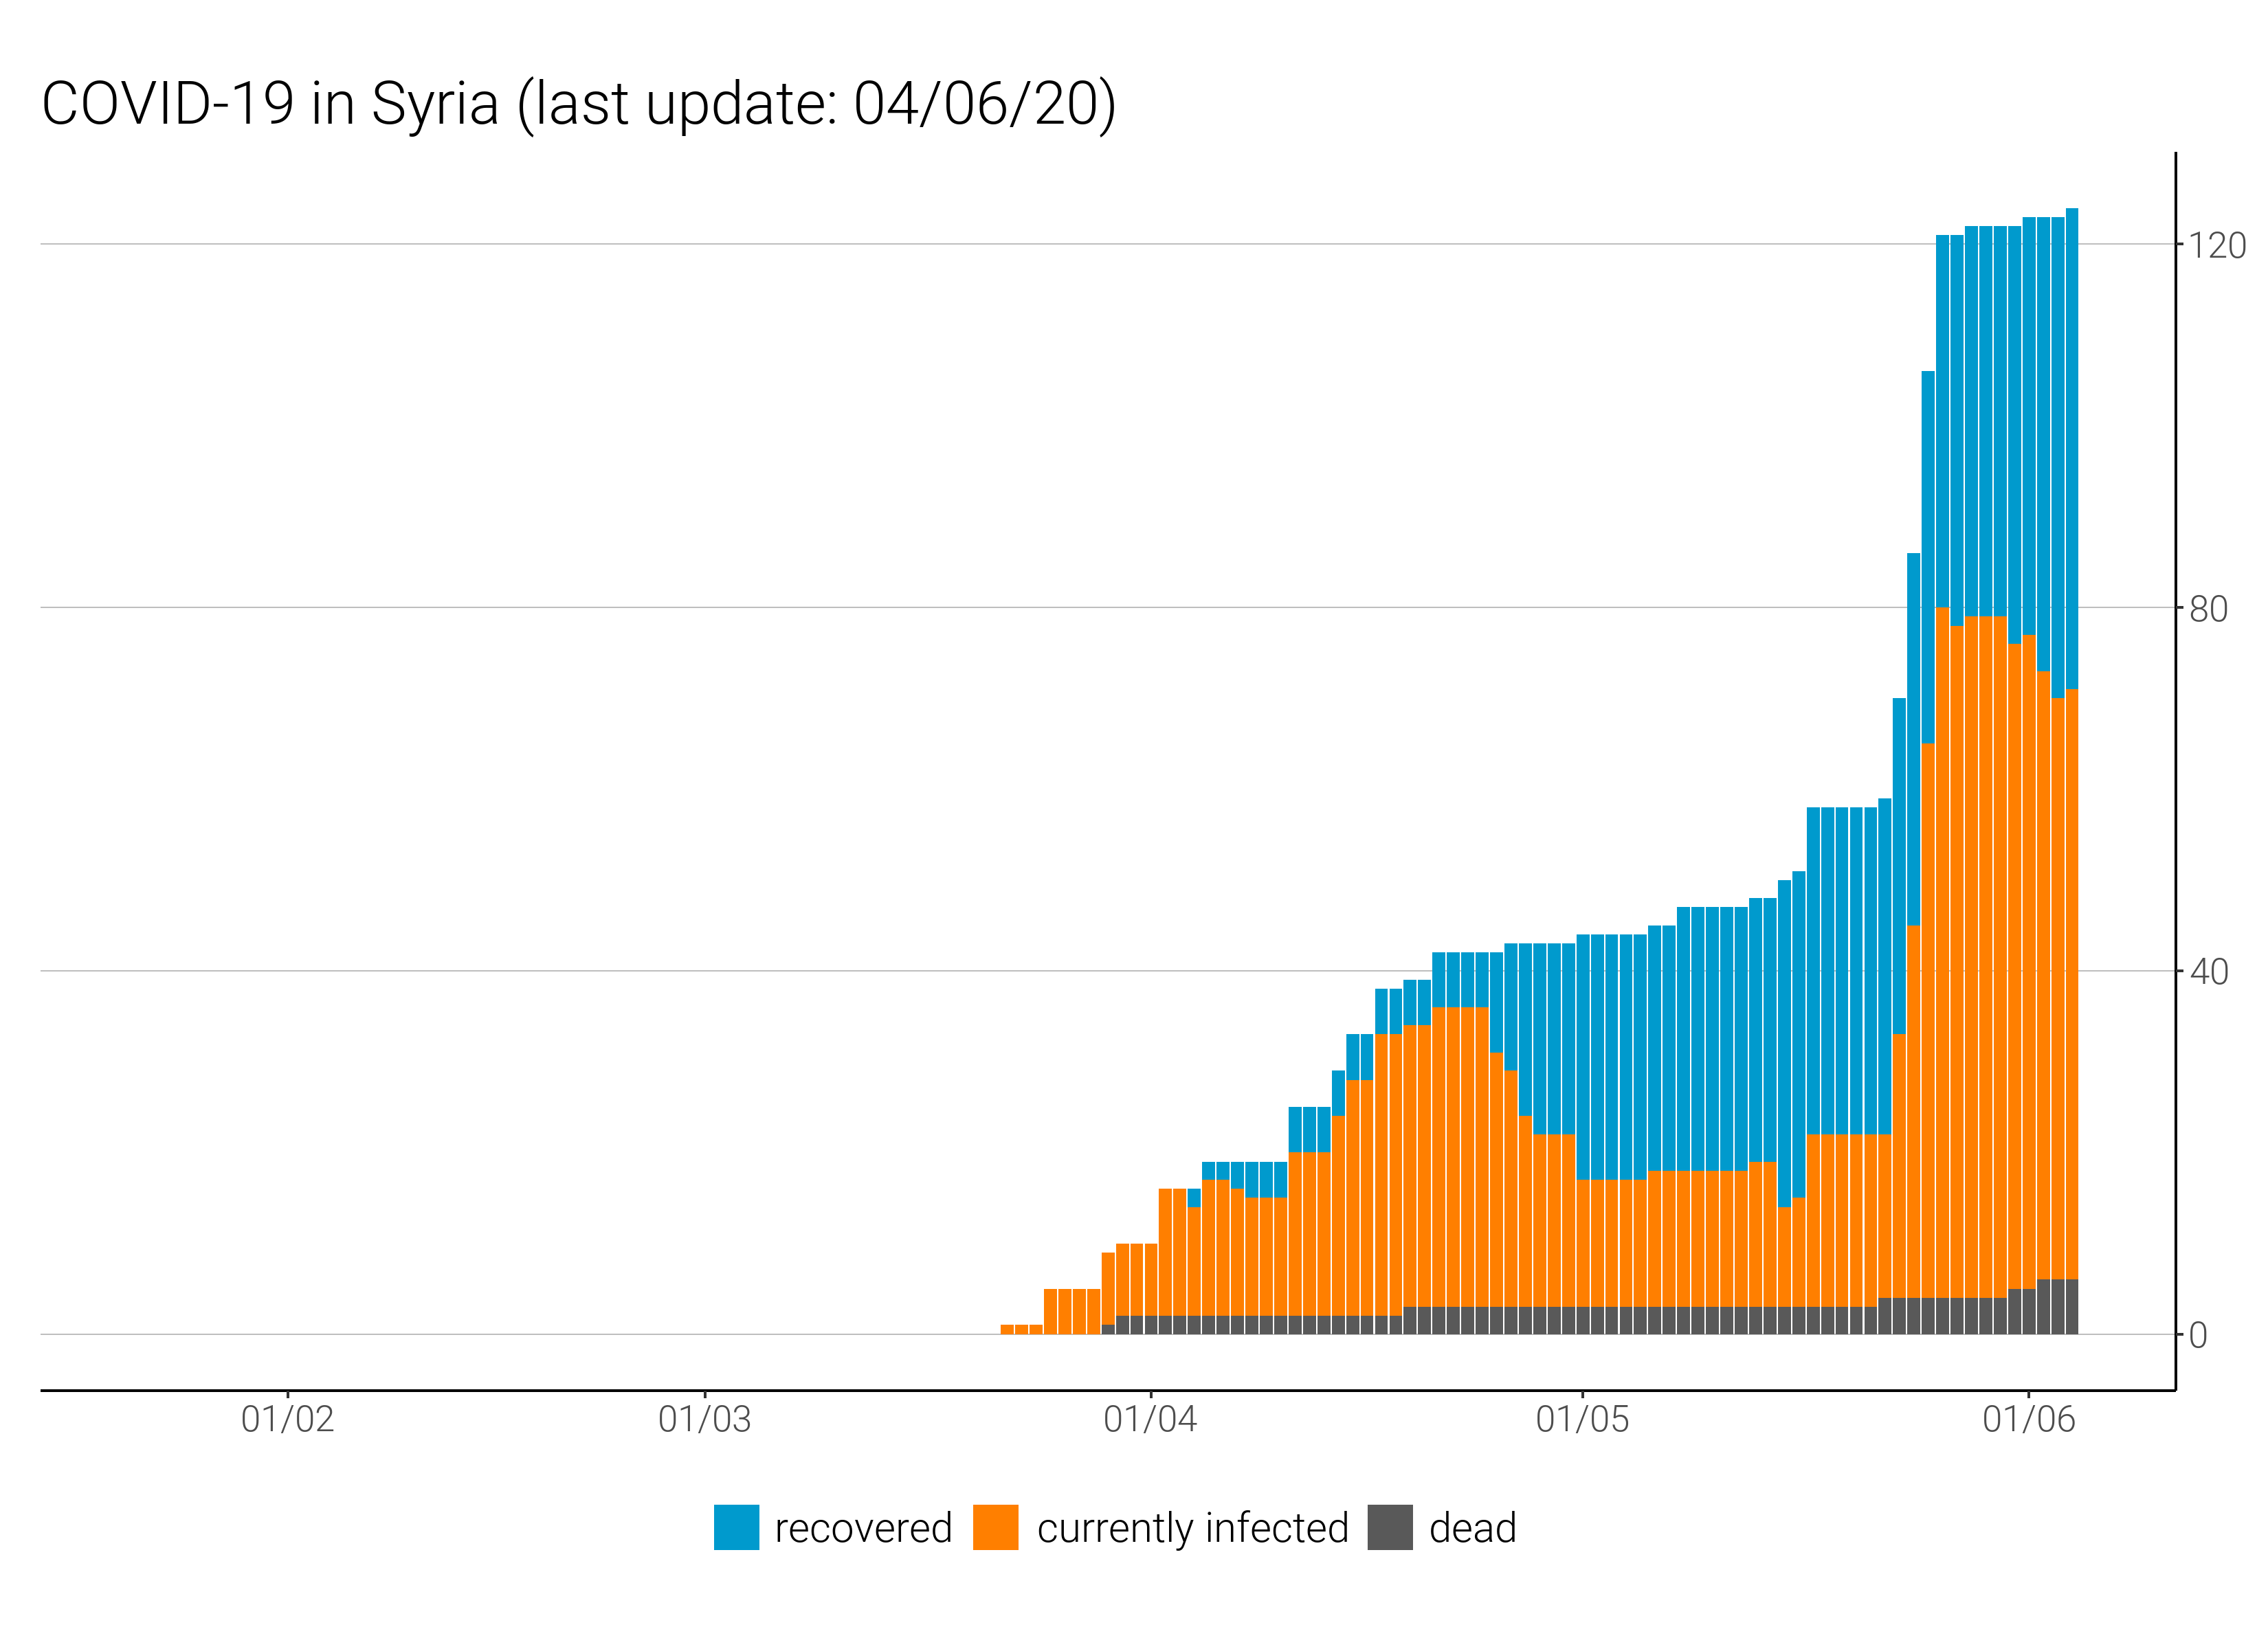 COVID-19 in Syria (last update: 04/06/20)
120
80
40
0
01/02 01/03 01/04 01/05 01/06
recovered currently infected dead